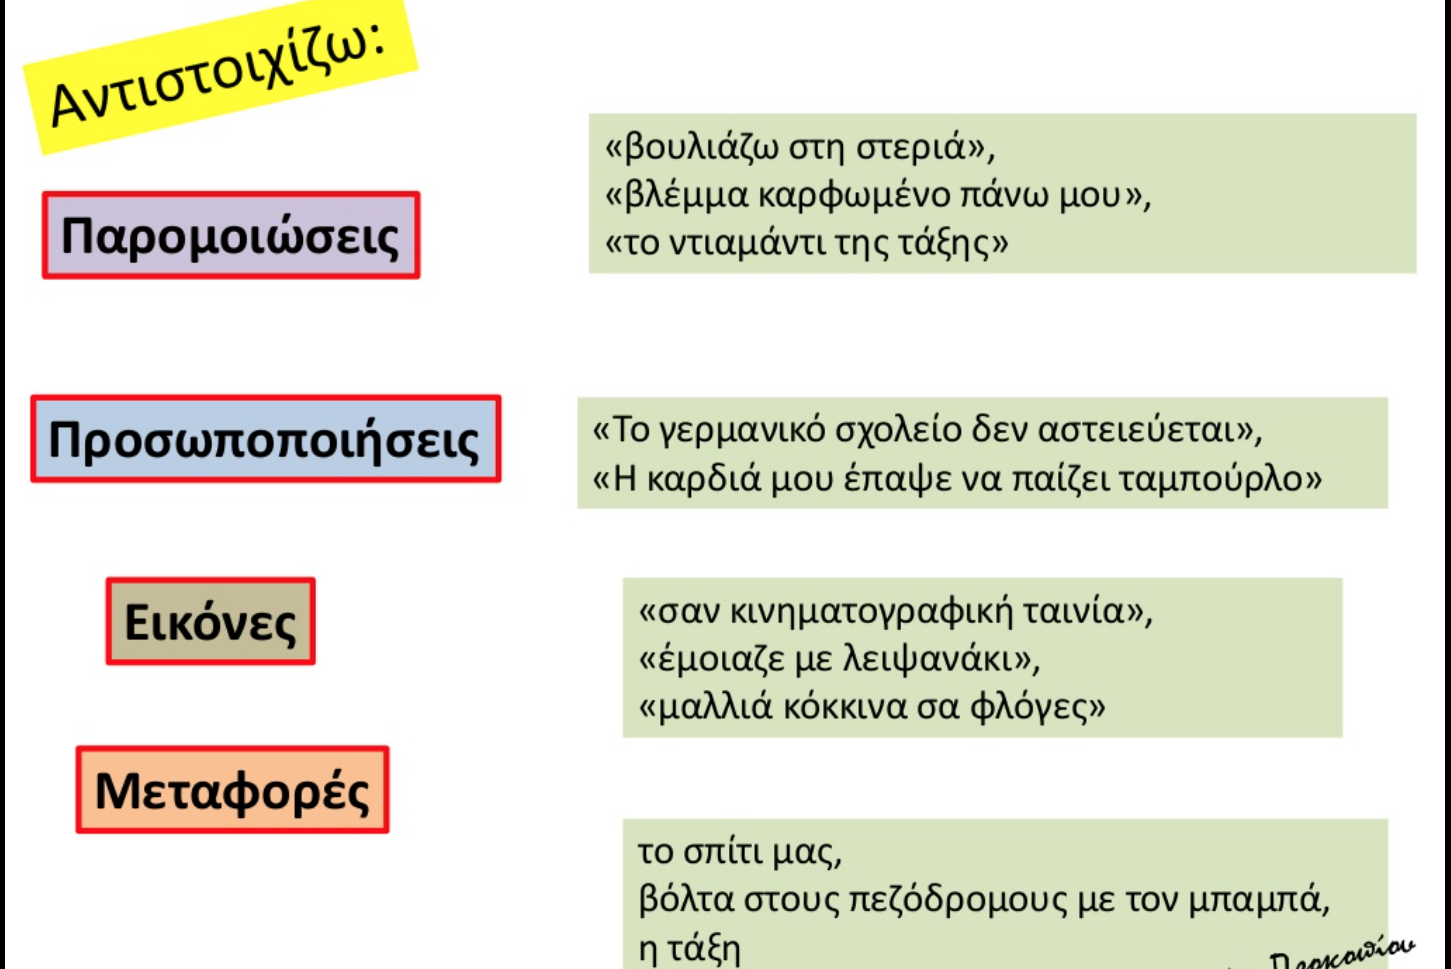 Αντιστοιχίζω:
Παρομοιώσεις
«βουλιάζω στη στεριά»,
«βλέμμα καρφωμένο πάνω μου»,
«το ντιαμάντι της τάξης»
Προσωποποιήσεις
«Το γερμανικό σχολείο δεν αστειεύεται»,
«Η καρδιά μου έπαψε να παίζει ταμπούρλο»
Εικόνες
«σαν κινηματογραφική ταινία»,
«έμοιαζε με λειψανάκι»,
«μαλλιά κόκκινα σα φλόγες»
Μεταφορές
το σπίτι μας,
βόλτα στους πεζόδρομους με τον μπαμπά,
η τάξη
Προκοπίου